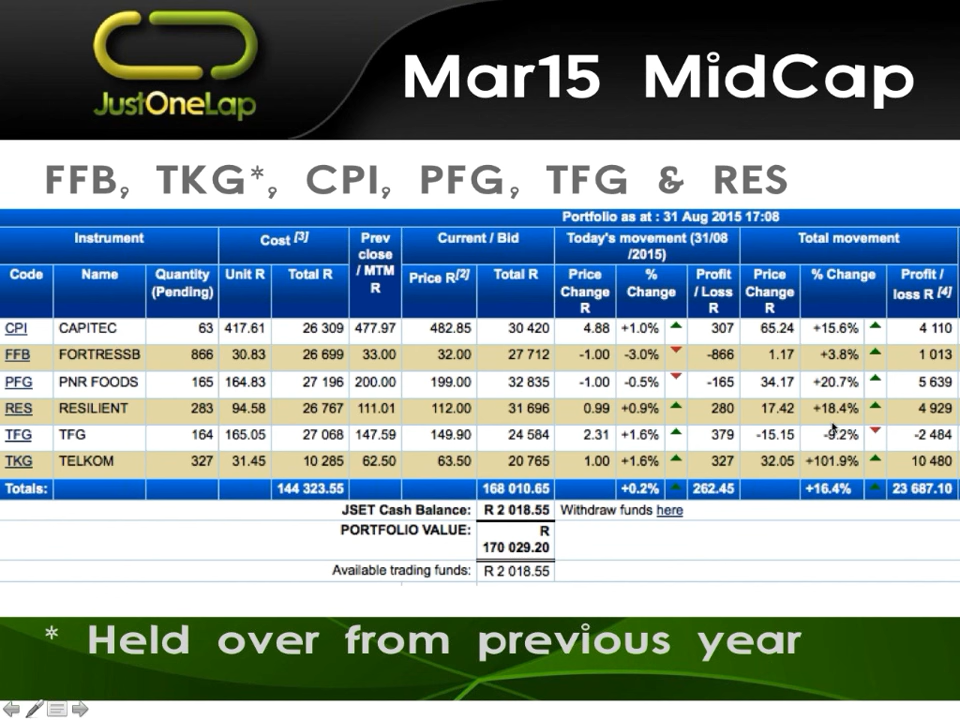 JustOneLap
Mar15 MidCap
FFB, TKG*, CPI, PFG, TFG & RES
Portfolio as at : 31 Aug 2015 17:08
Instrument Cost [3] Prev close / MTM R Current / Bid Today's movement (31/08 /2015) Total movement
Code Name Quantity (Pending) Unit R Total R Price R[2] Total R Price Change R % Change Profit / Loss R Price Change R % Change Profit / loss R [4]
CPI CAPITEC 63 417.61 26 309 477.97 482.85 30 420 4.88 +1.0% 307 65.24 +15.6% 4 110
FFB FORTRESSB 866 30.83 26 699 33.00 32.00 27 712 -1.00 -3.0% -866 1.17 +3.8% 1 013
PFG PNR FOODS 165 164.83 27 196 200.00 199.00 32 835 -1.00 -0.5% -165 34.17 +20.7% 5 639
RES RESILIENT 283 94.58 26 767 111.01 112.00 31 696 0.99 +0.9% 280 17.42 +18.4% 4 929
TFG TFG 164 165.05 27 068 147.59 149.90 24 584 2.31 +1.6% 379 -15.15 -9.2% -2 484
TKG TELKOM 327 31.45 10 285 62.50 63.50 20 765 1.00 +1.6% 327 32.05 +101.9% 10 480
Totals: 144 323.55 168 010.65 +0.2% 262.45 +16.4% 23 687.10
JSET Cash Balance: R 2 018.55 Withdraw funds here
PORTFOLIO VALUE: R
170 029.20
Available trading funds: R 2 018.55
* Held over from previous year